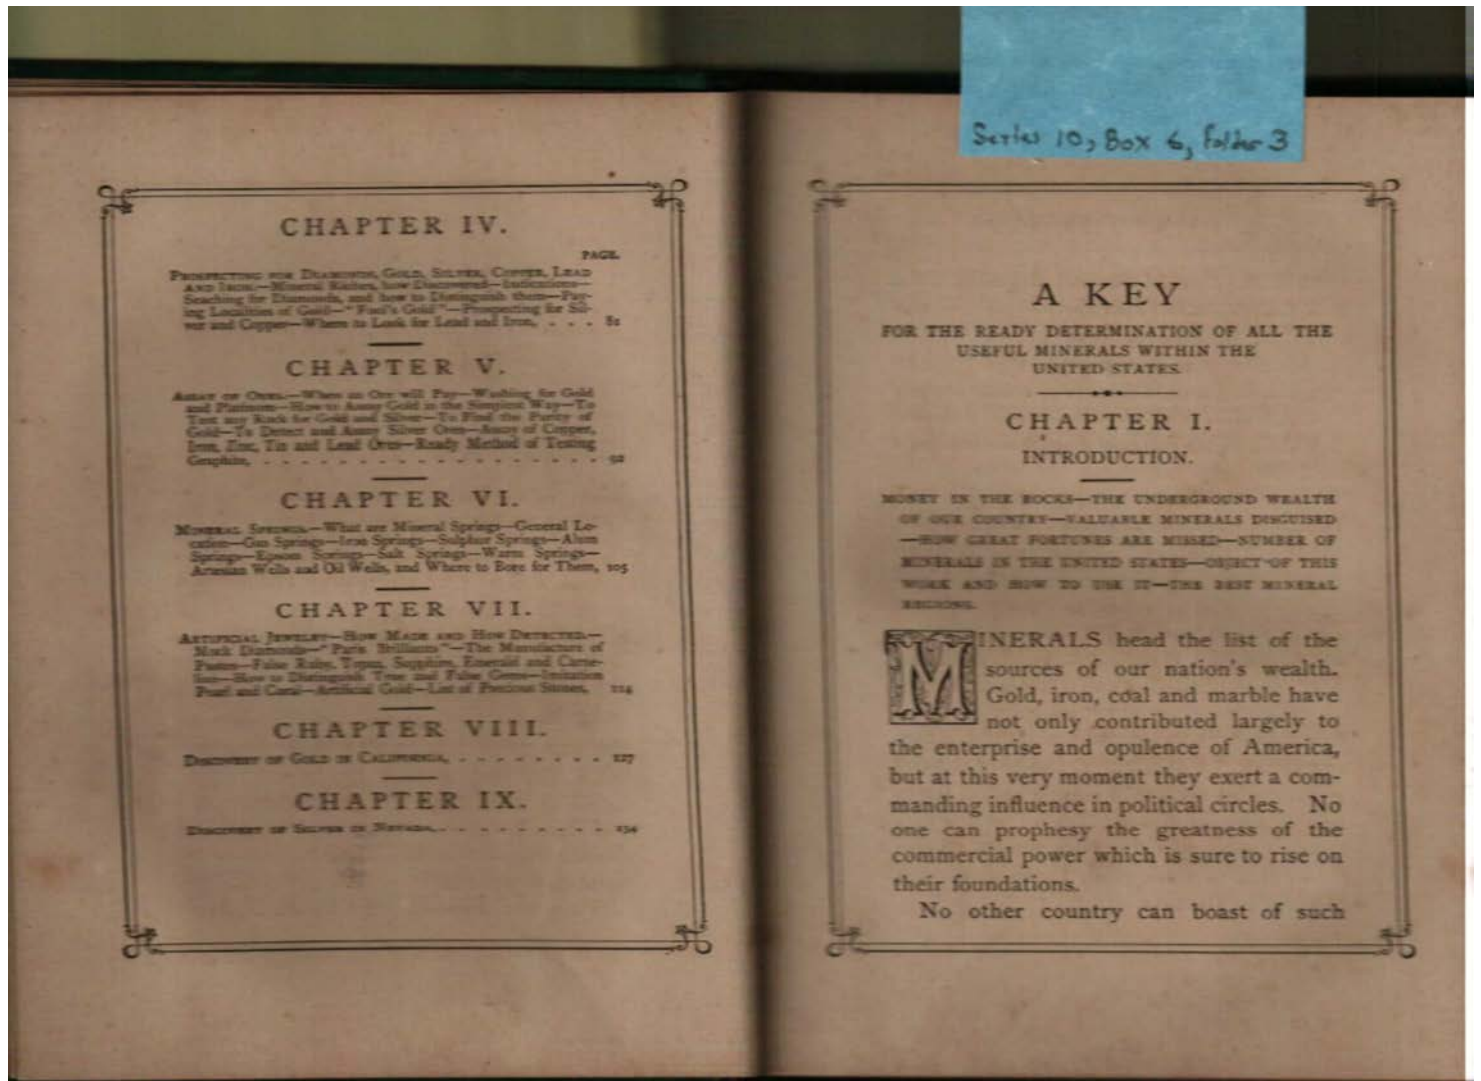 Series 10, Box 6, Folder 3
CHAPTER IV.
PAGE.
PROSPECTING FOR DIAMONDS, GOLD, SILVER, COPPER, LEAD
AND IRON.—Mineral Riches, how Discovered—Indications—
Seaching for Diamonds, and how to Distinguish them—Pay-
ing Localities of Gold—"Fool's Gold"—Prospecting for Sil-
ver and Copper—Where to Look for Lead and Iron, . . . 82
CHAPTER V.
ASSAY OF ORES.—When an Ore will Pay—Washing for Gold
and Platinum—How to Assay Gold in the Simplest Way—To
Test any Rock for Gold and Silver—To Find the Purity of
Gold—To Detect and Assay Silver Ores—Assay of Copper,
Iron, Zinc, Tin and Lead Ores—Ready Method of Testing
Graphite, . . . . . . . . . . . . . . . . . 92
CHAPTER VI.
MINERAL SPRINGS.—What are Mineral Springs—General Lo-
cation—Gas Springs—Iron Springs—Sulphur Springs—Alum
Springs—Epsom Springs—Salt Springs—Warm Springs—
Artesian Wells and Oil Wells, and Where to Bore for Them, 105
CHAPTER VII.
ARTIFICIAL JEWELRY—HOW MADE AND HOW DETECTED.—
Mock Diamonds—"Paris Brilliants"—The Manufacture of
Pastes—False Ruby, Topaz, Sapphire, Emerald and Carne-
lian—How to Distinguish True and False Gems—Imitation
Pearl and Coral—Artificial Gold—List of Precious Stones, 114
CHAPTER VIII.
DISCOVERY OF GOLD IN CALIFORNIA, . . . . . . . . 127
CHAPTER IX.
DISCOVERY OF SILVER IN NEVADA, . . . . . . . . . 134
A KEY
FOR THE READY DETERMINATION OF ALL THE
USEFUL MINERALS WITHIN THE
UNITED STATES.
CHAPTER I.
INTRODUCTION.
MONEY IN THE ROCKS—THE UNDERGROUND WEALTH
OF OUR COUNTRY—VALUABLE MINERALS DISGUISED
—HOW GREAT FORTUNES ARE MISSED—NUMBER OF
MINERALS IN THE UNITED STATES—OBJECT OF THIS
WORK AND HOW TO USE IT—THE BEST MINERAL
REGIONS.
MINERALS head the list of the
sources of our nation's wealth.
Gold, iron, coal and marble have
not only contributed largely to
the enterprise and opulence of America,
but at this very moment they exert a com-
manding influence in political circles. No
one can prophesy the greatness of the
commercial power which is sure to rise on
their foundations.
No other country can boast of such